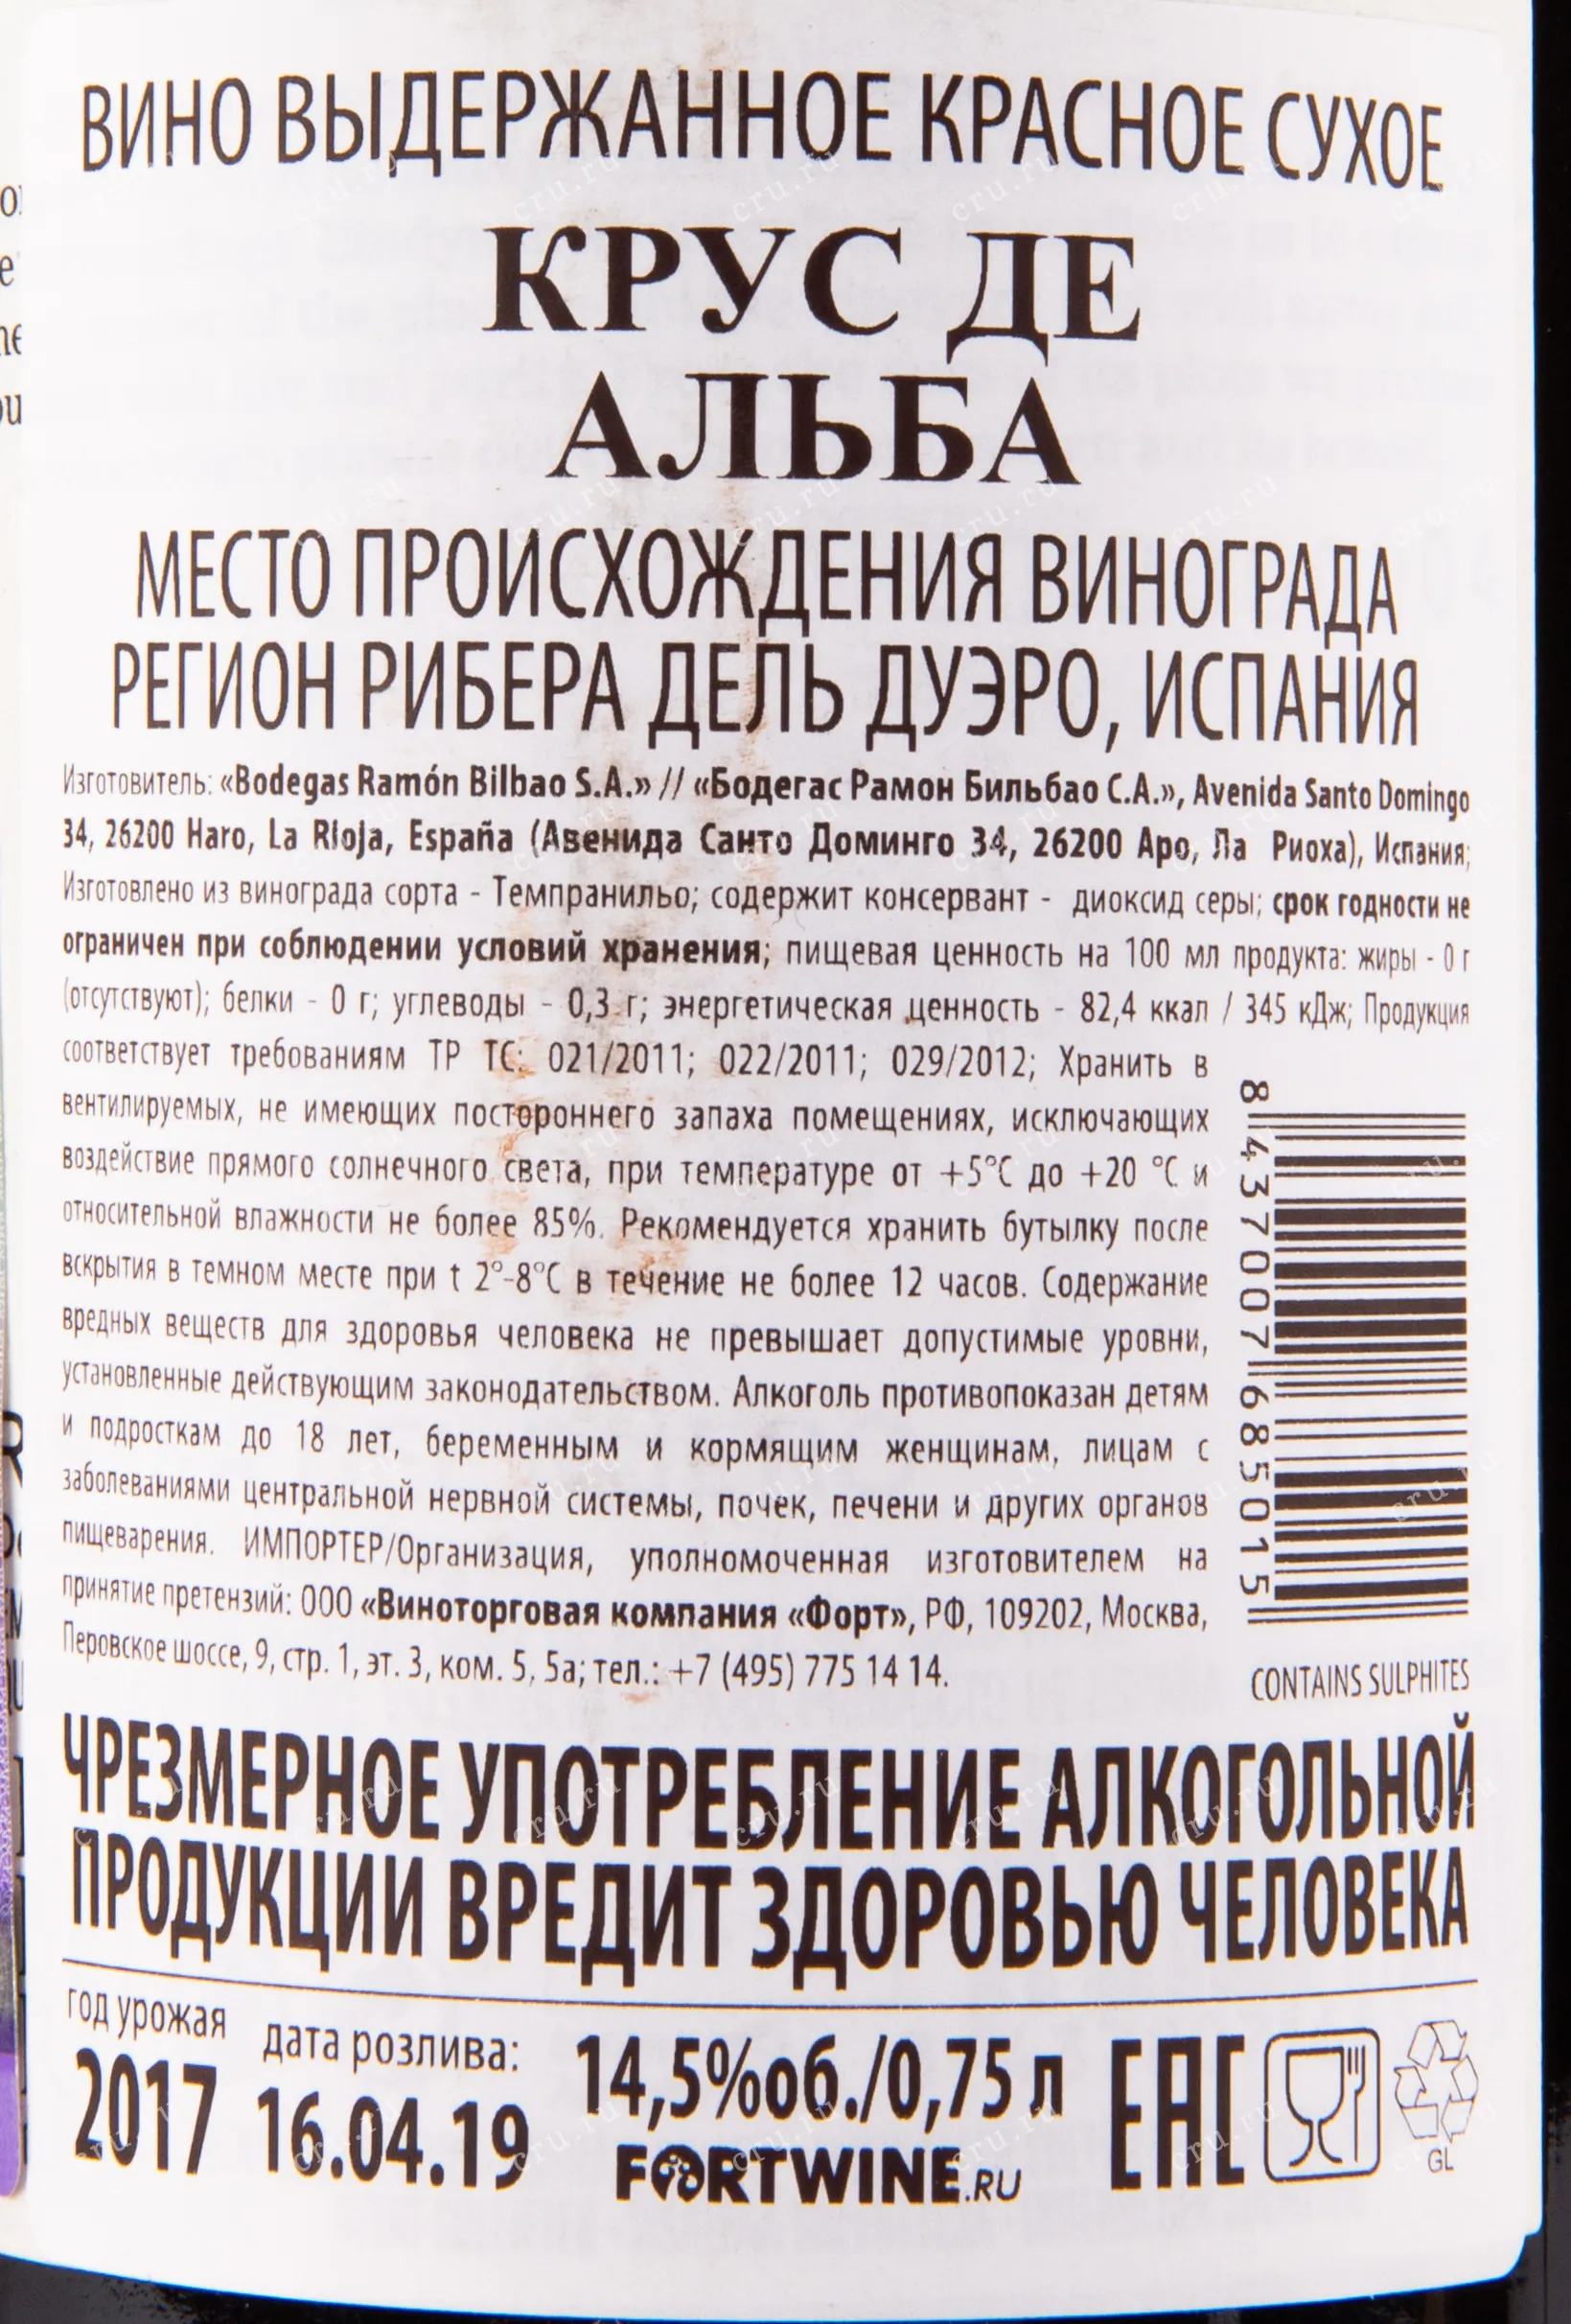 ВИНО ВЫДЕРЖАННОЕ КРАСНОЕ СУХОЕ
КРУС ДЕ
АЛЬБА
МЕСТО ПРОИСХОЖДЕНИЯ ВИНОГРАДА
РЕГИОН РИБЕРА ДЕЛЬ ДУЭРО, ИСПАНИЯ
Изготовитель: «Bodegas Ramón Bilbao S.A.» // «Бодегас Рамон Бильбао С.А.», Avenida Santo Domingo
34, 26200 Haro, La Rioja, España (Авенида Санто Доминго 34, 26200 Аро, Ла Риоха), Испания;
Изготовлено из винограда сорта - Темпранильо; содержит консервант - диоксид серы; срок годности не
ограничен при соблюдении условий хранения; пищевая ценность на 100 мл продукта: жиры - 0 г
(отсутствуют); белки - 0 г; углеводы - 0,3 г; энергетическая ценность - 82,4 ккал / 345 кДж; Продукция
соответствует требованиям ТР ТС: 021/2011; 022/2011; 029/2012; Хранить в
вентилируемых, не имеющих постороннего запаха помещениях, исключающих
воздействие прямого солнечного света, при температуре от +5°С до +20 °С и
относительной влажности не более 85%. Рекомендуется хранить бутылку после
вскрытия в темном месте при t 2°-8°С в течение не более 12 часов. Содержание
вредных веществ для здоровья человека не превышает допустимые уровни,
установленные действующим законодательством. Алкоголь противопоказан детям
и подросткам до 18 лет, беременным и кормящим женщинам, лицам с
заболеваниями центральной нервной системы, почек, печени и других органов
пищеварения. ИМПОРТЕР/Организация, уполномоченная изготовителем на
принятие претензий: ООО «Виноторговая компания «Форт», РФ, 109202, Москва,
Перовское шоссе, 9, стр. 1, эт. 3, ком. 5, 5а; тел.: +7 (495) 775 14 14.
8 437007 685015
CONTAINS SULPHITES
ЧРЕЗМЕРНОЕ УПОТРЕБЛЕНИЕ АЛКОГОЛЬНОЙ
ПРОДУКЦИИ ВРЕДИТ ЗДОРОВЬЮ ЧЕЛОВЕКА
год урожая
2017
дата розлива:
16.04.19
14,5%об./0,75 л
FORTWINE.RU
EAC
GL
cru.ru